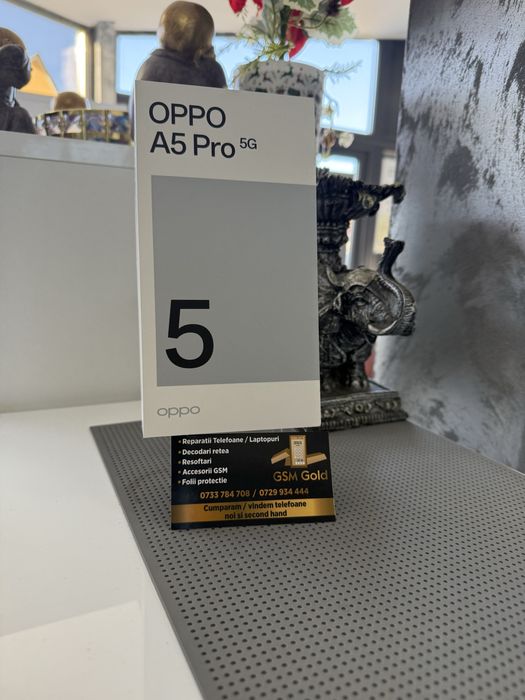 OPPO
A5 Pro 5G
5
oppo
• Reparatii Telefoane / Laptopuri
• Decodari retea
• Resoftari
• Accesorii GSM
• Folii protectie
GSM Gold
0733 784 708 / 0729 934 444
Cumparam / vindem telefoane
noi si second hand